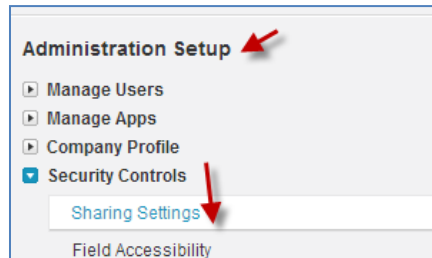 Administration Setup
Manage Users
Manage Apps
Company Profile
Security Controls
Sharing Settings
Field Accessibility